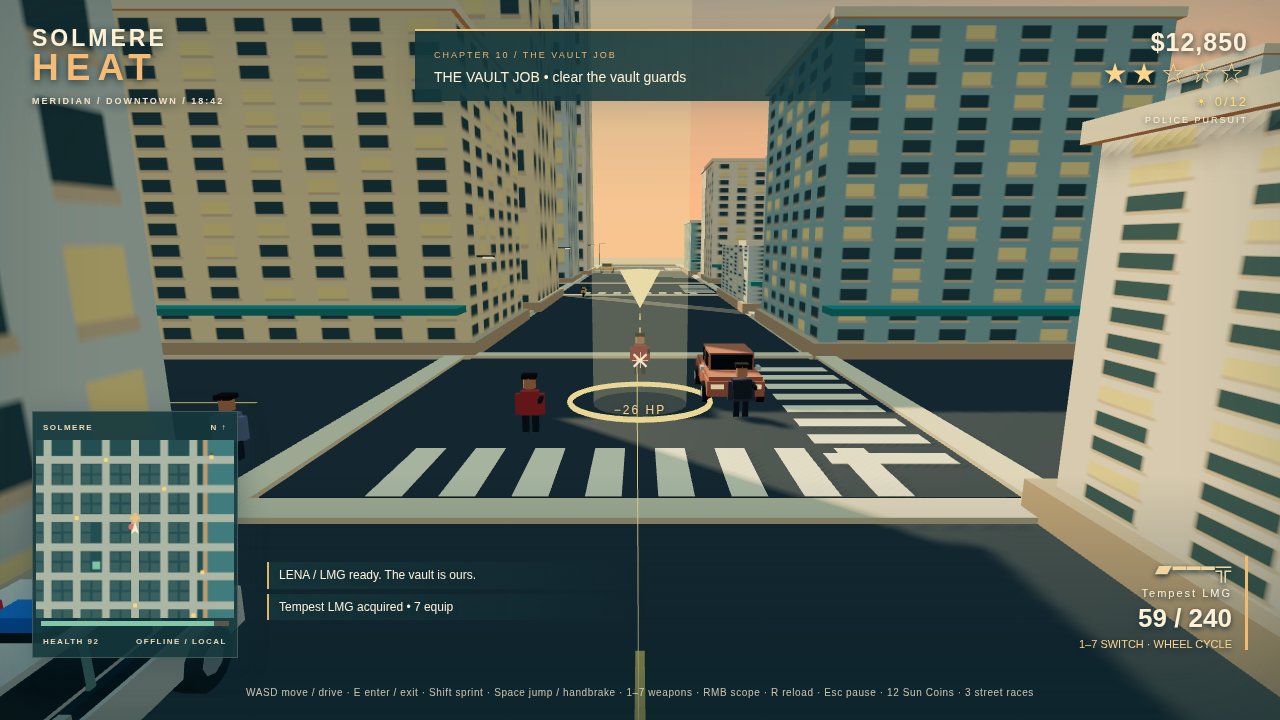 SOLMERE
HEAT
MERIDIAN / DOWNTOWN / 18:42
CHAPTER 10 / THE VAULT JOB
THE VAULT JOB • clear the vault guards
$12,850
★★☆☆☆
☀ 0/12
POLICE PURSUIT
−26 HP
SOLMERE
N ↑
HEALTH 92
OFFLINE / LOCAL
LENA / LMG ready. The vault is ours.
Tempest LMG acquired • 7 equip
Tempest LMG
59 / 240
1–7 SWITCH · WHEEL CYCLE
WASD move / drive · E enter / exit · Shift sprint · Space jump / handbrake · 1–7 weapons · RMB scope · R reload · Esc pause · 12 Sun Coins · 3 street races